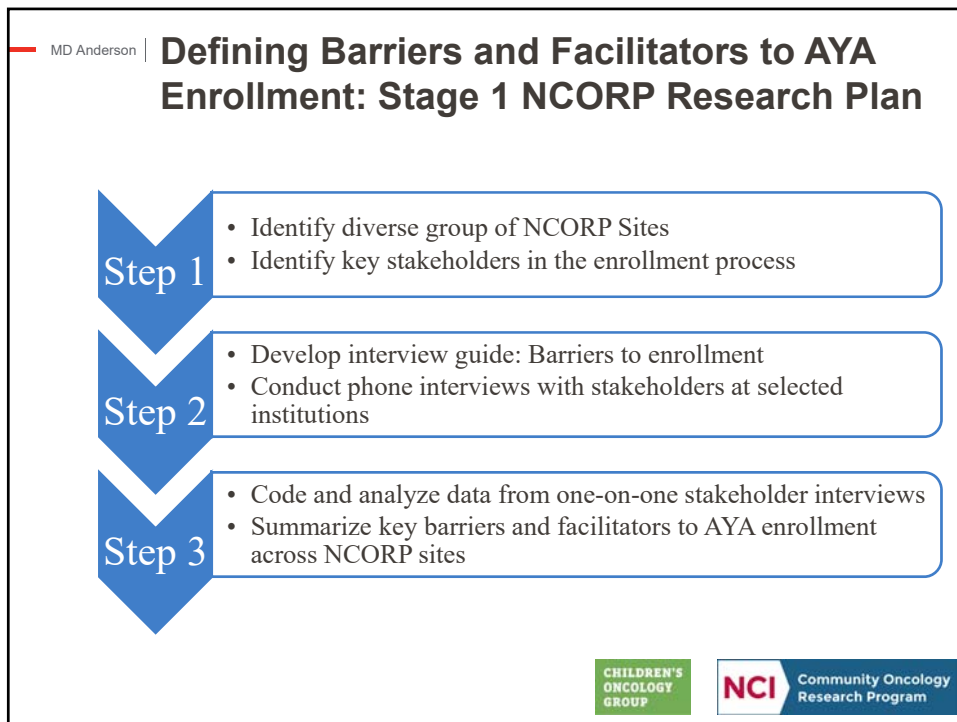 MD Anderson
Defining Barriers and Facilitators to AYA
Enrollment: Stage 1 NCORP Research Plan
Step 1
• Identify diverse group of NCORP Sites
• Identify key stakeholders in the enrollment process
Step 2
• Develop interview guide: Barriers to enrollment
• Conduct phone interviews with stakeholders at selected
institutions
Step 3
• Code and analyze data from one-on-one stakeholder interviews
• Summarize key barriers and facilitators to AYA enrollment
across NCORP sites
CHILDREN'S
ONCOLOGY
GROUP
NCI
Community Oncology
Research Program